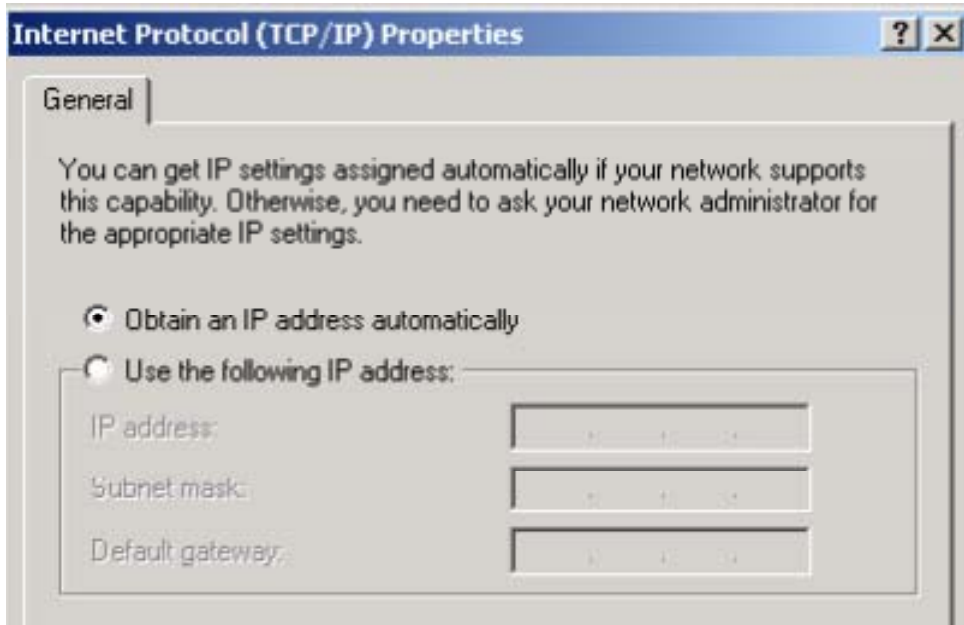 Internet Protocol (TCP/IP) Properties
General
You can get IP settings assigned automatically if your network supports
this capability. Otherwise, you need to ask your network administrator for
the appropriate IP settings.
Obtain an IP address automatically
Use the following IP address:
IP address:
Subnet mask:
Default gateway: